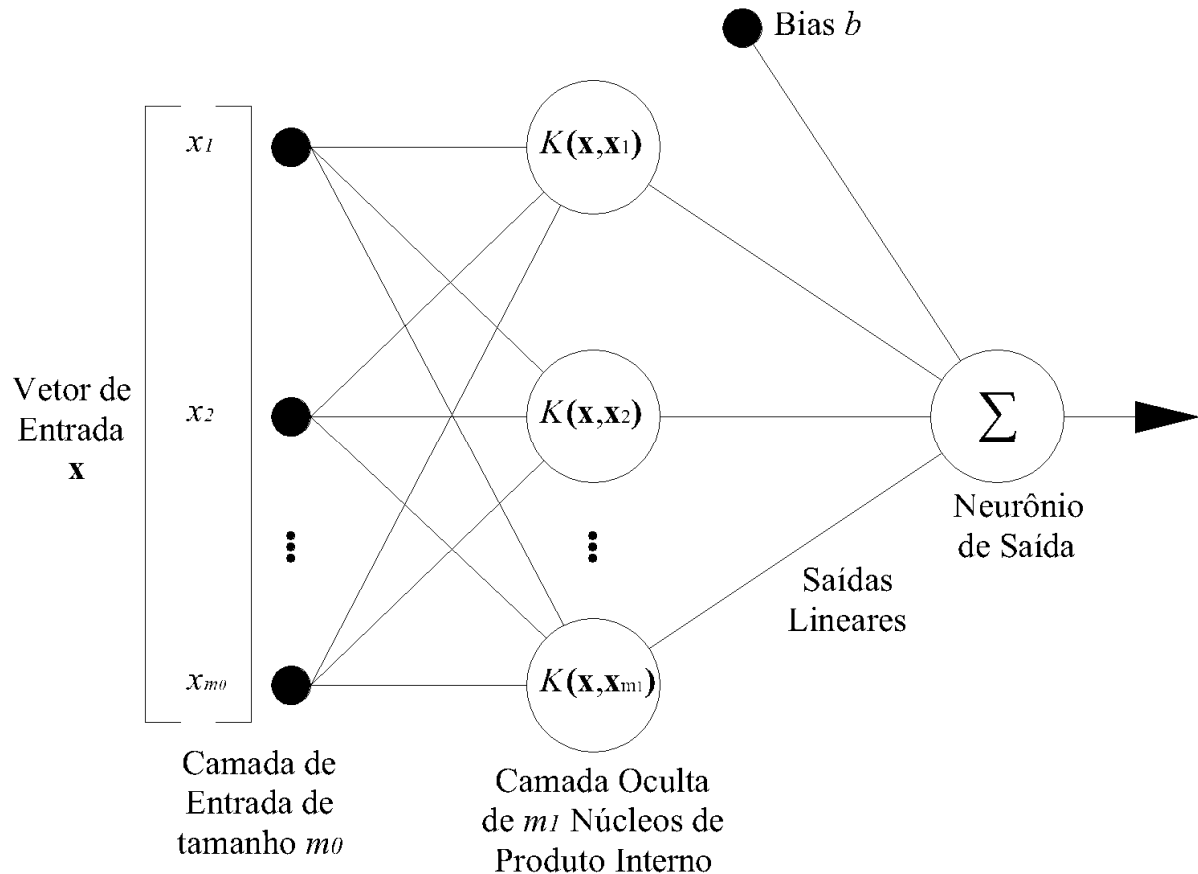 Bias b
x1
K(x,x1)
Vetor de
Entrada
x
x2
K(x,x2)
Σ
Neurônio
de Saída
Saídas
Lineares
xm0
K(x,xm1)
Camada de
Entrada de
tamanho m0
Camada Oculta
de m1 Núcleos de
Produto Interno